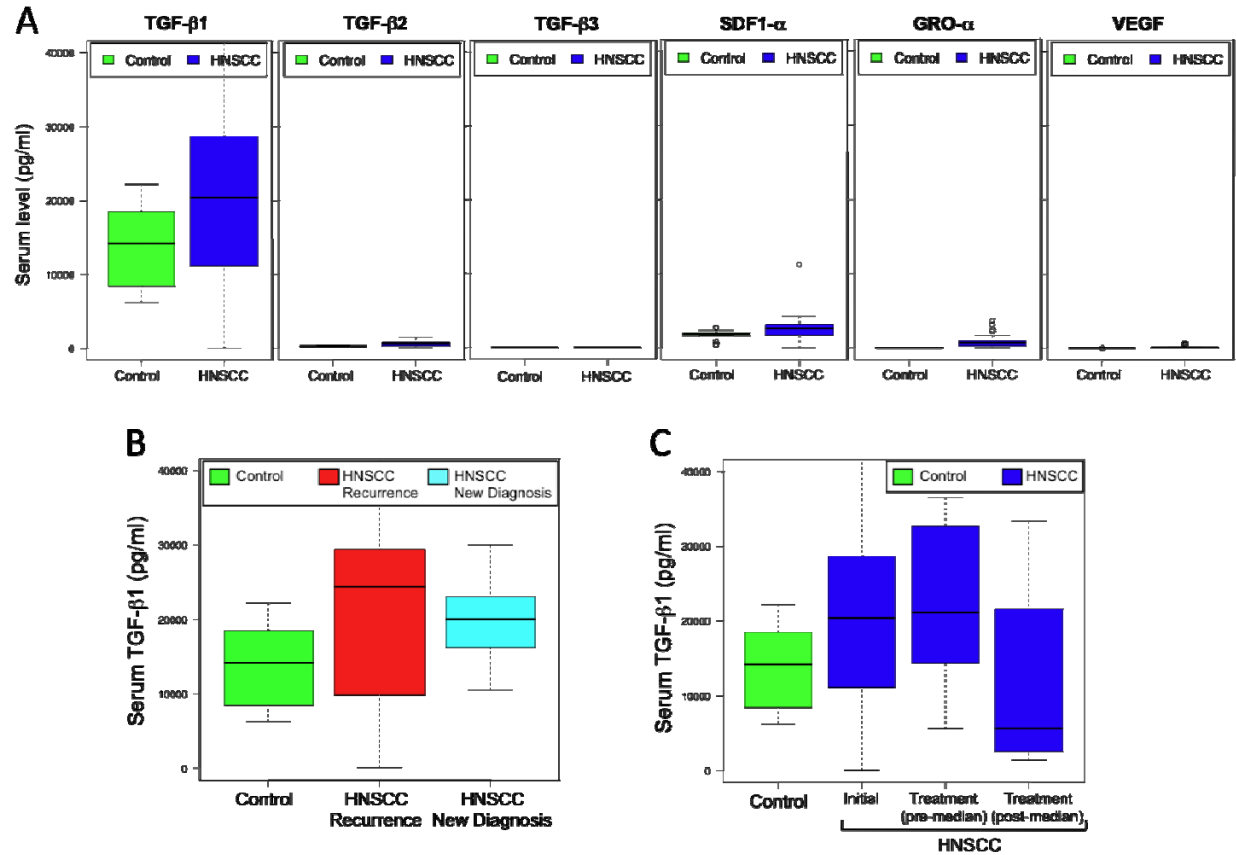 A
TGF-β1 TGF-β2 TGF-β3 SDF1-α GRO-α VEGF
Control HNSCC Control HNSCC Control HNSCC Control HNSCC Control HNSCC Control HNSCC
Serum level (pg/ml)
40000
30000
20000
10000
0
Control HNSCC Control HNSCC Control HNSCC Control HNSCC Control HNSCC Control HNSCC
B
Control HNSCC HNSCC
Recurrence New Diagnosis
Serum TGF-β1 (pg/ml)
40000
30000
20000
10000
0
Control HNSCC HNSCC
Recurrence New Diagnosis
C
Control HNSCC
Serum TGF-β1 (pg/ml)
40000
30000
20000
10000
0
Control Initial Treatment Treatment
(pre-median) (post-median)
HNSCC